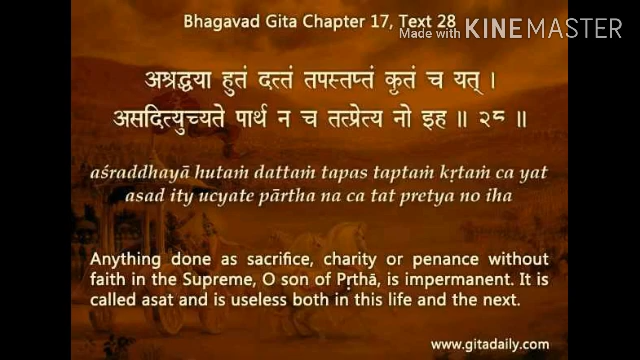 Bhagavad Gita Chapter 17, Text 28
Made with KINEMASTER
अश्रद्धया हुतं दत्तं तपस्तप्तं कृतं च यत् ।
असदित्युच्यते पार्थ न च तत्प्रेत्य नो इह ॥ २८ ॥
aśraddhayā hutaṁ dattaṁ tapas taptaṁ kṛtaṁ ca yat
asad ity ucyate pārtha na ca tat pretya no iha
Anything done as sacrifice, charity or penance without
faith in the Supreme, O son of Pṛthā, is impermanent. It is
called asat and is useless both in this life and the next.
www.gitadaily.com